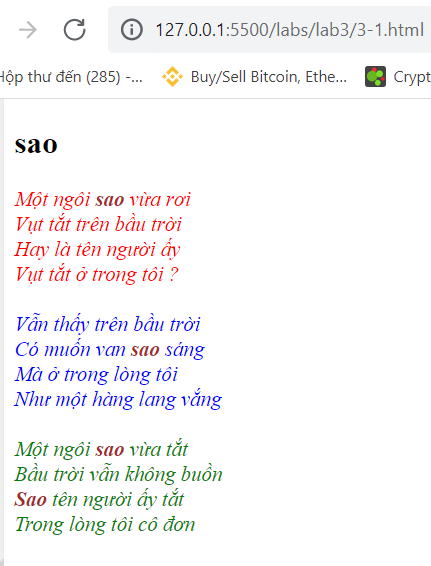 127.0.0.1:5500/labs/lab3/3-1.html
Hộp thư đến (285) -...
Buy/Sell Bitcoin, Ethe...
Crypt
sao
Một ngôi sao vừa rơi
Vụt tắt trên bầu trời
Hay là tên người ấy
Vụt tắt ở trong tôi ?
Vẫn thấy trên bầu trời
Có muốn van sao sáng
Mà ở trong lòng tôi
Như một hàng lang vắng
Một ngôi sao vừa tắt
Bầu trời vẫn không buồn
Sao tên người ấy tắt
Trong lòng tôi cô đơn